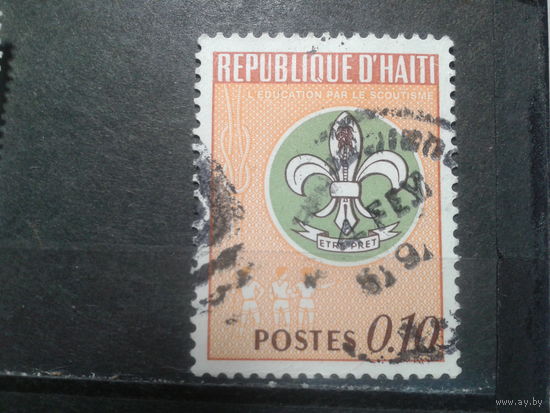 REPUBLIQUE D'HAITI
L'EDUCATION PAR LE SCOUTISME
ETRE PRET
POSTES 0.10
www.ay.by